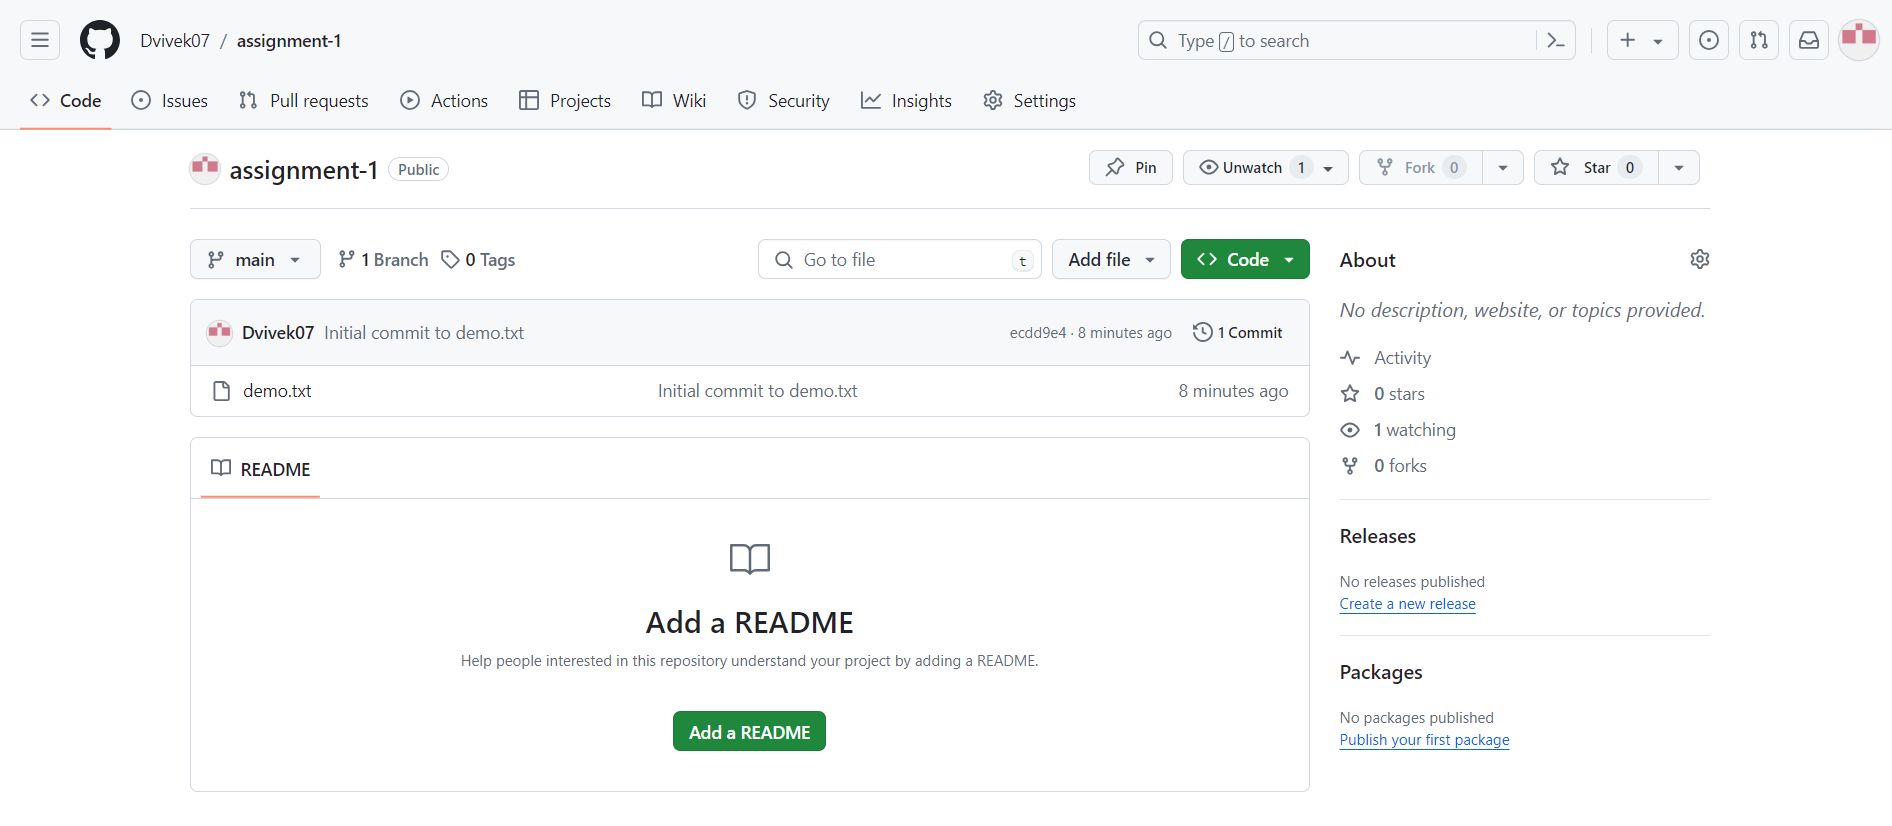 Dvivek07 / assignment-1
Type / to search
Code Issues Pull requests Actions Projects Wiki Security Insights Settings
assignment-1 Public
Pin Unwatch 1 Fork 0 Star 0
main 1 Branch 0 Tags Go to file t Add file Code
Dvivek07 Initial commit to demo.txt ecdd9e4 · 8 minutes ago 1 Commit
demo.txt Initial commit to demo.txt 8 minutes ago
README
Add a README
Help people interested in this repository understand your project by adding a README.
Add a README
About
No description, website, or topics provided.
Activity
0 stars
1 watching
0 forks
Releases
No releases published
Create a new release
Packages
No packages published
Publish your first package